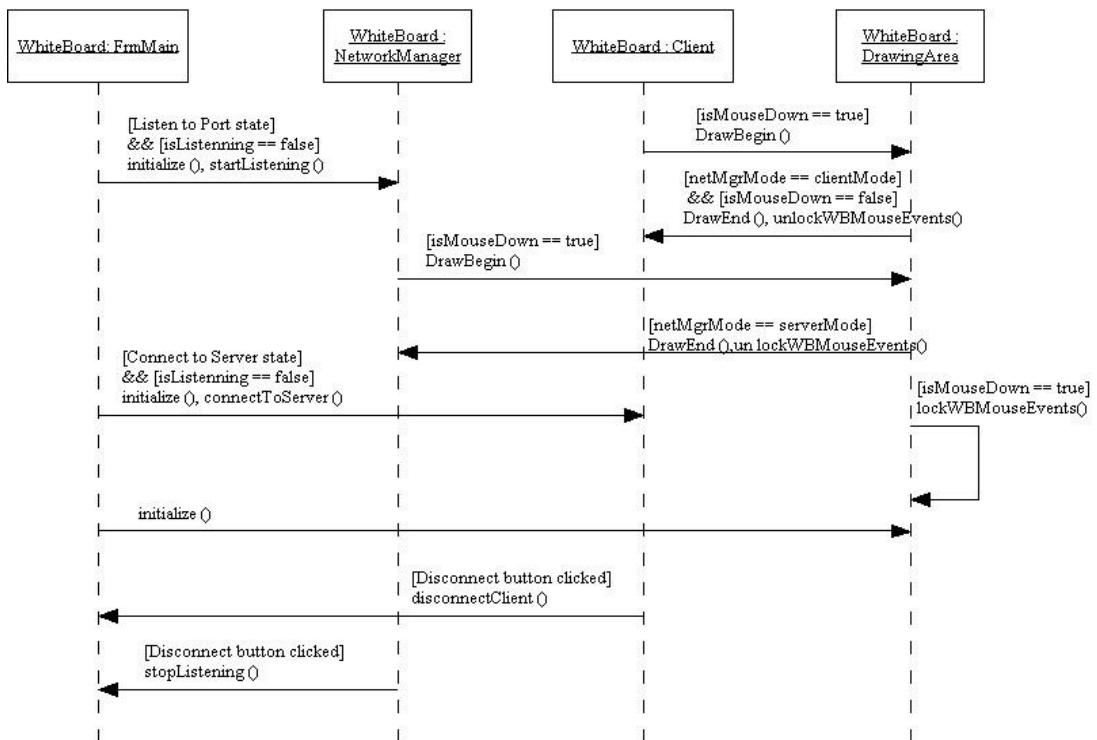 WhiteBoard: FrmMain
WhiteBoard :
NetworkManager
WhiteBoard : Client
WhiteBoard :
DrawingArea
[Listen to Port state]
&& [isListenning == false]
initialize (), startListening ()
[isMouseDown == true]
DrawBegin ()
[netMgrMode == clientMode]
&& [isMouseDown == false]
DrawEnd (), unlockWBMouseEvents()
[isMouseDown == true]
DrawBegin ()
[netMgrMode == serverMode]
DrawEnd (),un lockWBMouseEvents()
[Connect to Server state]
&& [isListenning == false]
initialize (), connectToServer ()
[isMouseDown == true]
lockWBMouseEvents()
initialize ()
[Disconnect button clicked]
disconnectClient ()
[Disconnect button clicked]
stopListening ()